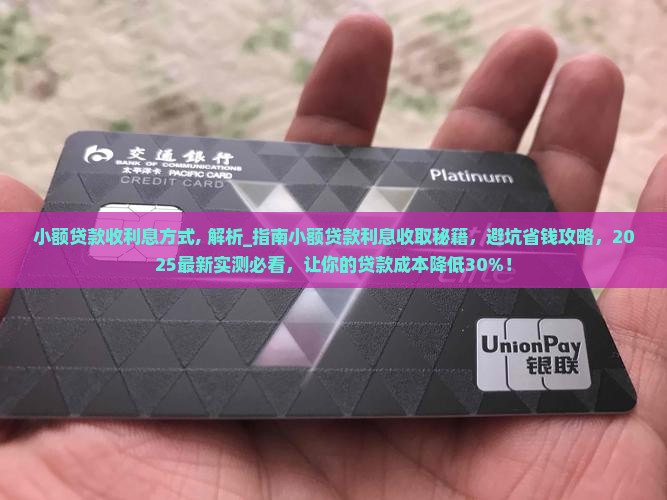 交通銀行
BANK OF COMMUNICATIONS
太平洋卡 PACIFIC CARD
CREDIT CARD
Platinum
小额贷款收利息方式, 解析_指南小额贷款利息收取秘籍，避坑省钱攻略，20
25最新实测必看，让你的贷款成本降低30%！
Elite
UnionPay
银联